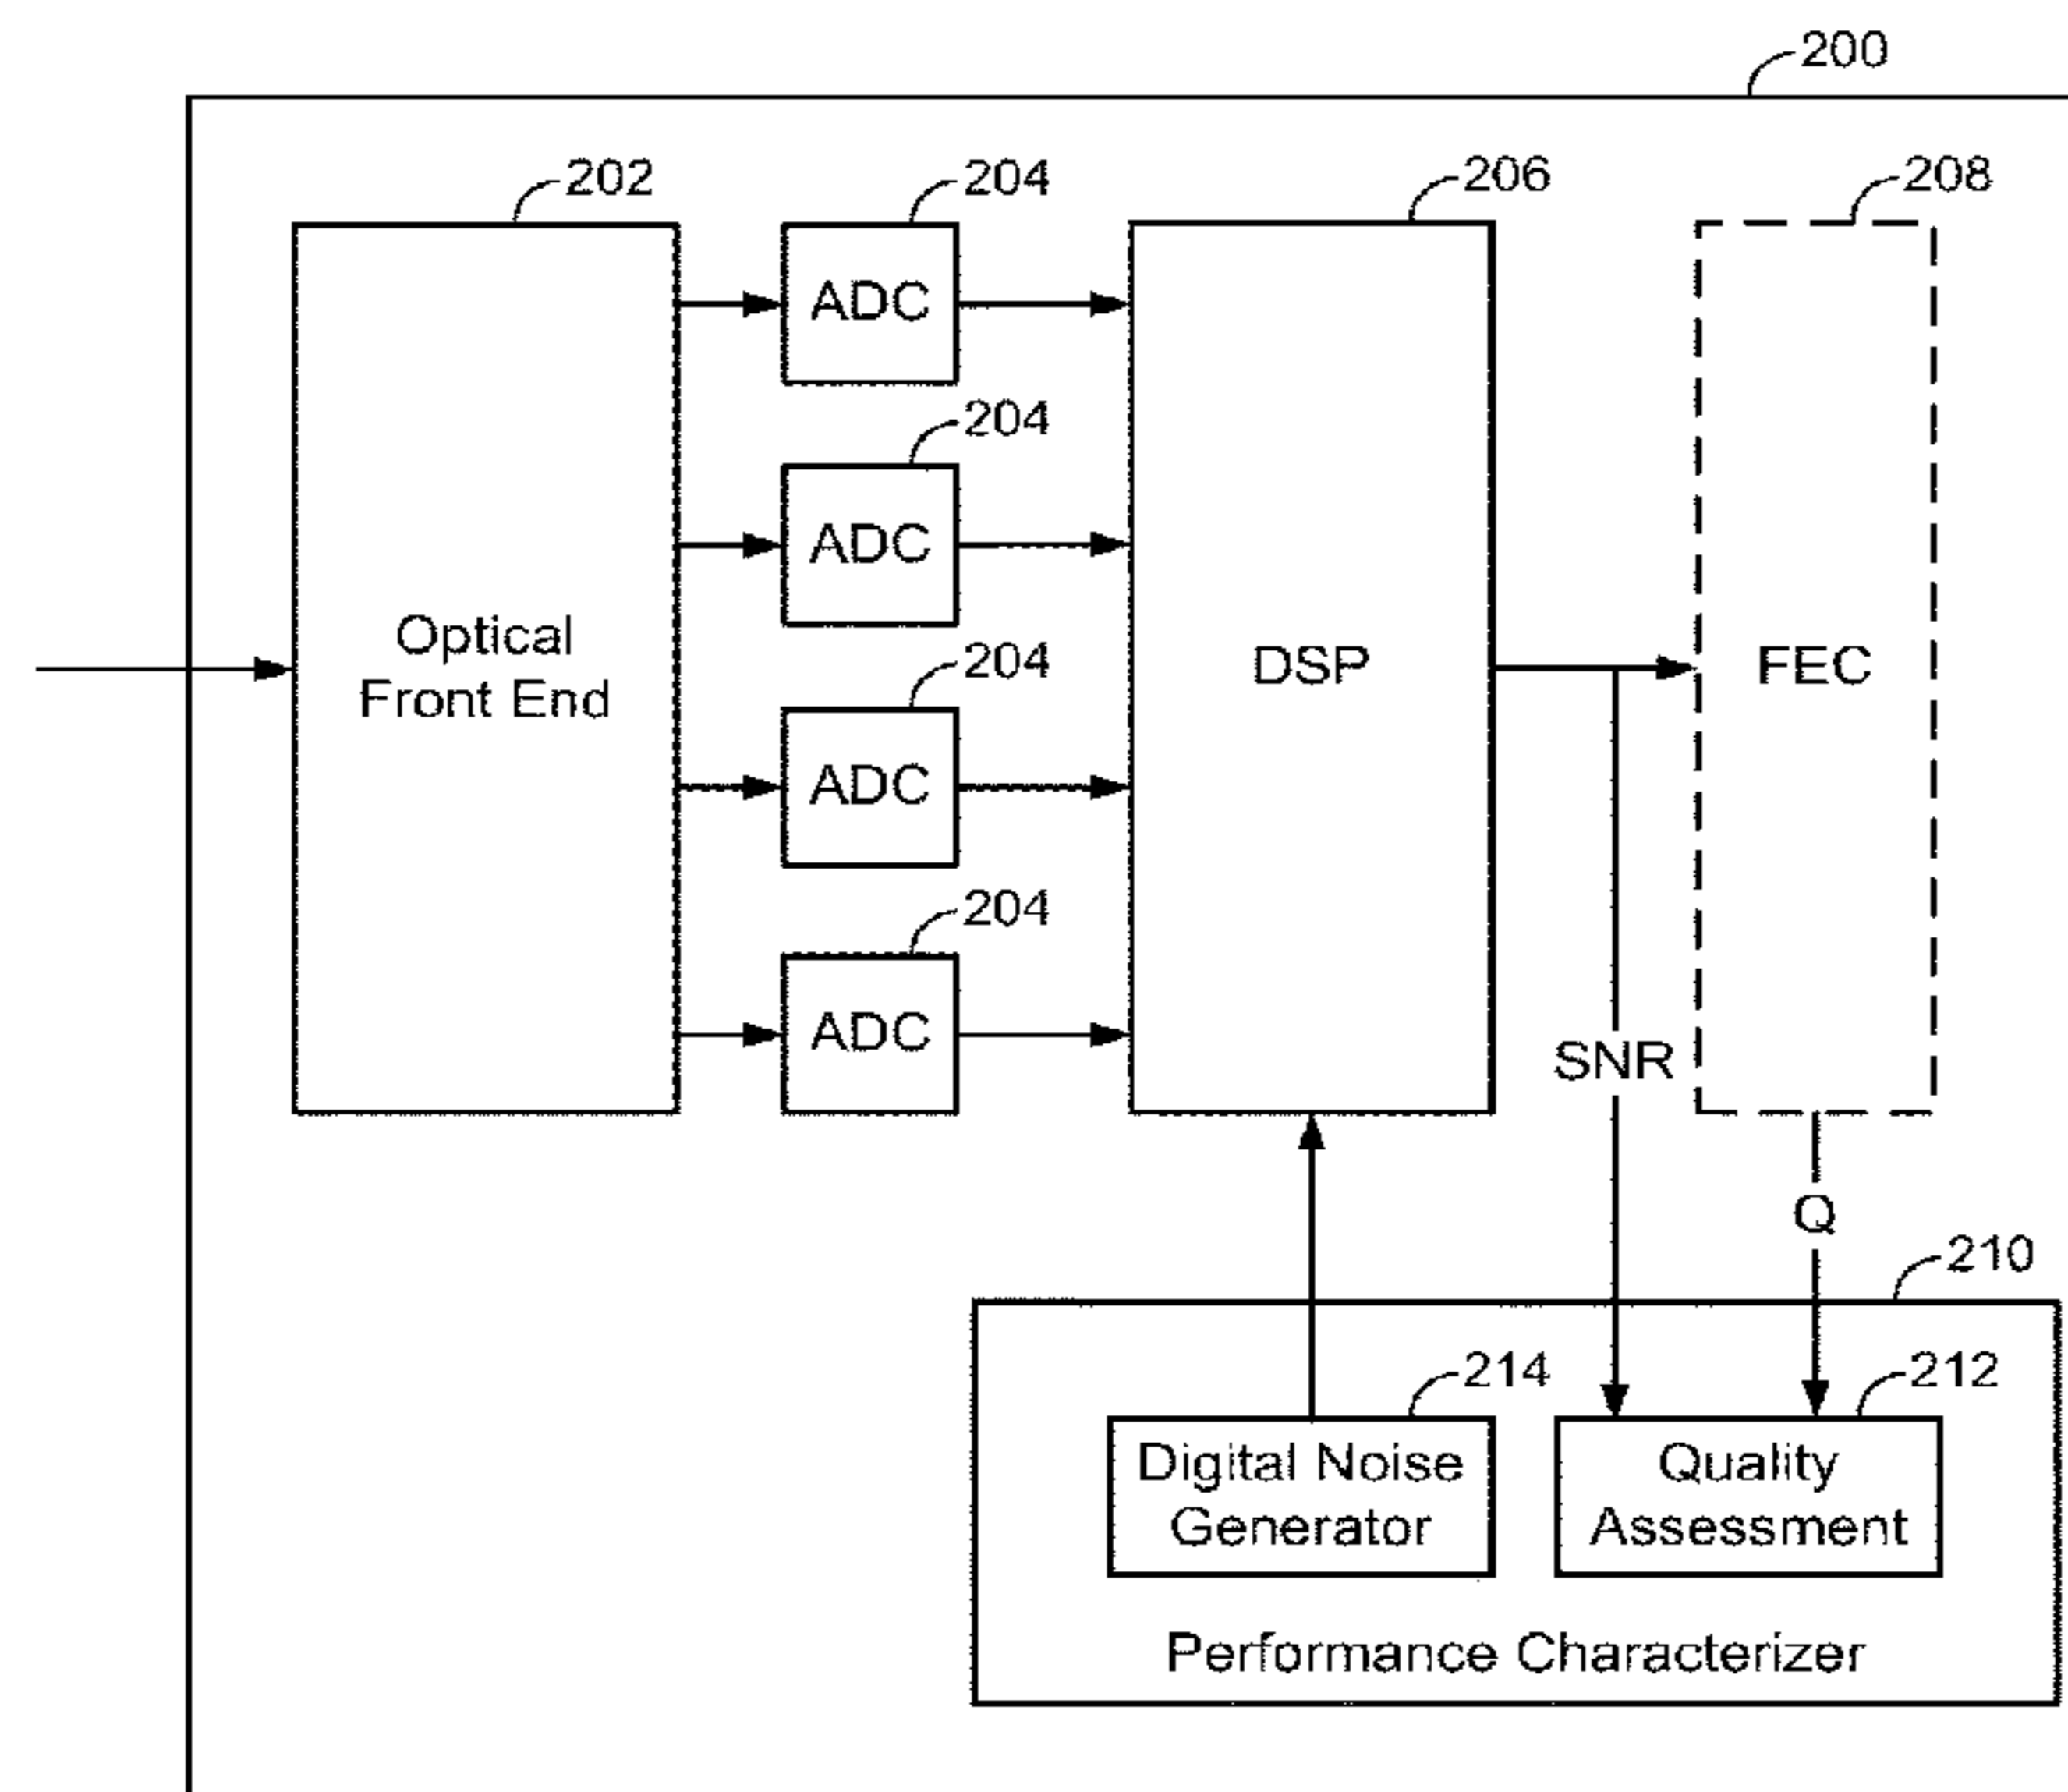 200
202
204
206
208
ADC
204
ADC
Optical
Front End
204
DSP
FEC
ADC
204
ADC
SNR
Q
210
214
212
Digital Noise
Generator
Quality
Assessment
Performance Characterizer